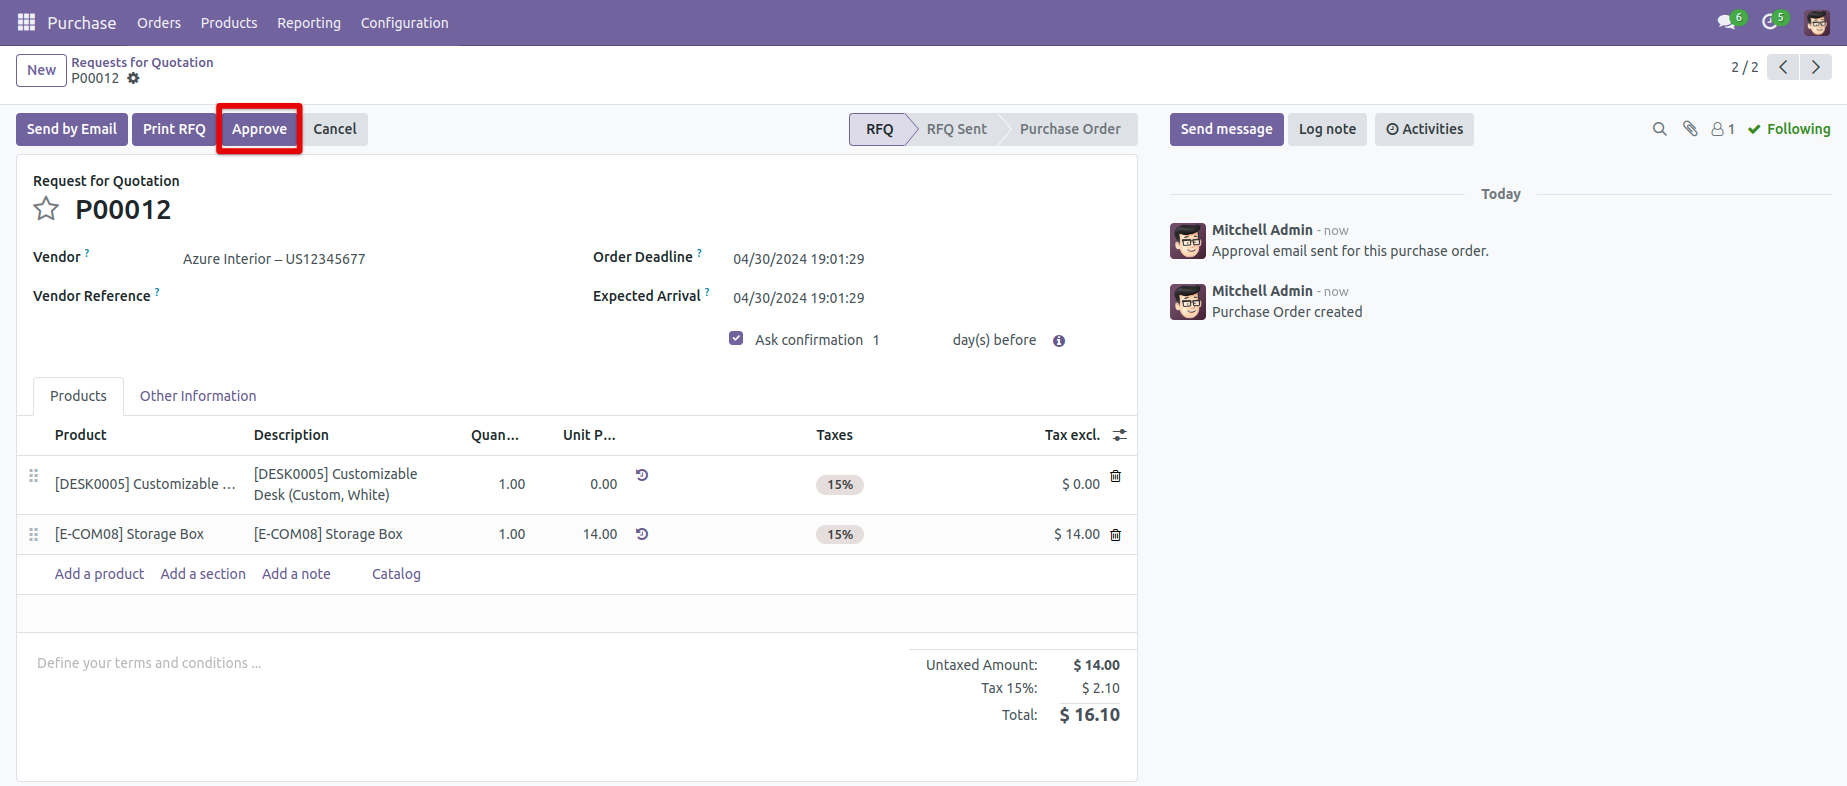 Purchase Orders Products Reporting Configuration 6 5
New Requests for Quotation
P00012
2 / 2
Send by Email Print RFQ Approve Cancel RFQ RFQ Sent Purchase Order
Send message Log note Activities 1 Following
Request for Quotation
P00012
Vendor ? Azure Interior – US12345677
Order Deadline ? 04/30/2024 19:01:29
Vendor Reference ?
Expected Arrival ? 04/30/2024 19:01:29
Ask confirmation 1 day(s) before
Today
Mitchell Admin - now
Approval email sent for this purchase order.
Mitchell Admin - now
Purchase Order created
Products Other Information
Product Description Quan... Unit P... Taxes Tax excl.
[DESK0005] Customizable ... [DESK0005] Customizable
Desk (Custom, White)
1.00 0.00 15% $ 0.00
[E-COM08] Storage Box [E-COM08] Storage Box 1.00 14.00 15% $ 14.00
Add a product Add a section Add a note Catalog
Define your terms and conditions ...
Untaxed Amount: $ 14.00
Tax 15%: $ 2.10
Total: $ 16.10